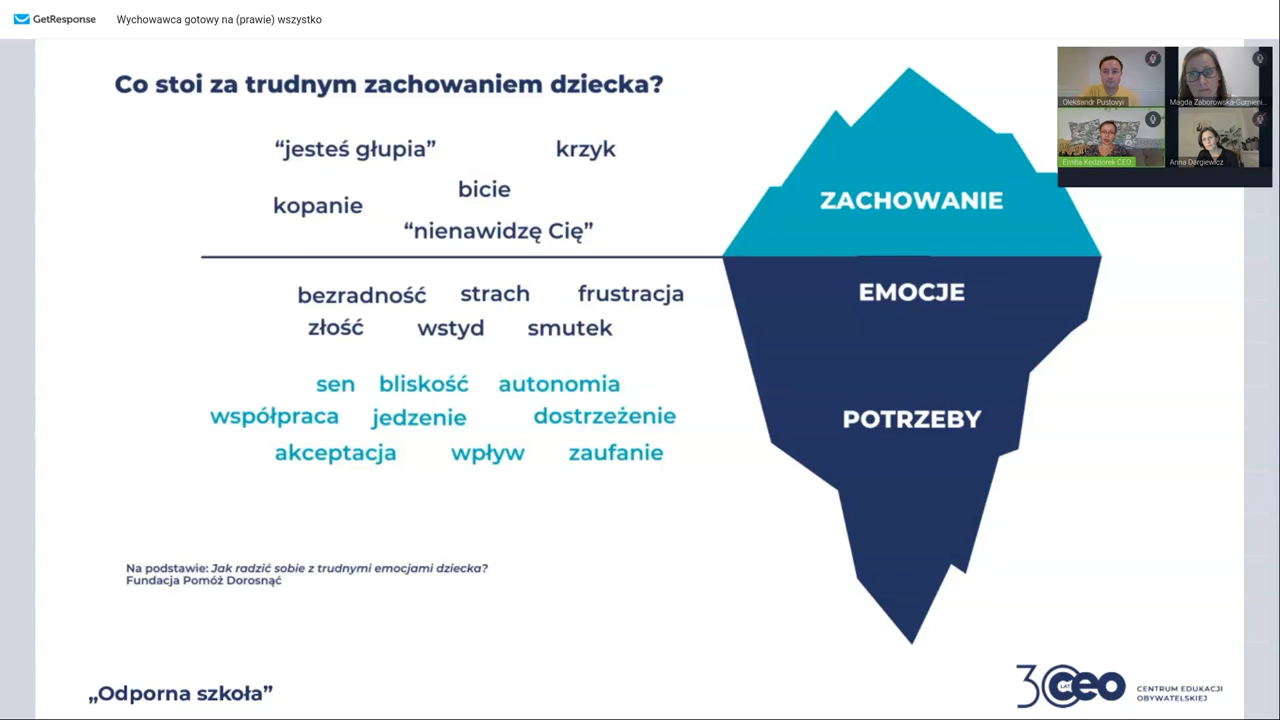 GetResponse Wychowawca gotowy na (prawie) wszystko
Co stoi za trudnym zachowaniem dziecka?
Oleksandr Pustovyi
Magda Zaborowska-Gumieni...
Emilia Kędziorek CEO
Anna Dargiewicz
“jesteś głupia” krzyk
bicie
kopanie
“nienawidzę Cię”
ZACHOWANIE
bezradność strach frustracja
złość wstyd smutek
EMOCJE
sen bliskość autonomia
współpraca jedzenie dostrzeżenie
akceptacja wpływ zaufanie
POTRZEBY
Na podstawie: Jak radzić sobie z trudnymi emocjami dziecka?
Fundacja Pomóż Dorosnąć
„Odporna szkoła”
30 LAT ceo
CENTRUM EDUKACJI
OBYWATELSKIEJ